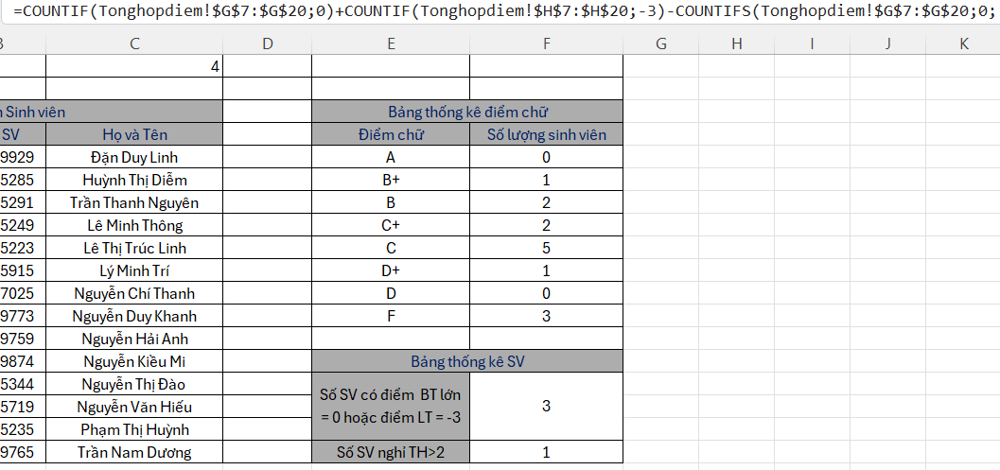 =COUNTIF(Tonghopdiem!$G$7:$G$20;0)+COUNTIF(Tonghopdiem!$H$7:$H$20;-3)-COUNTIFS(Tonghopdiem!$G$7:$G$20;0;
B C D E F G H I J K
4
n Sinh viên Bảng thống kê điểm chữ
SV Họ và Tên Điểm chữ Số lượng sinh viên
9929 Đặn Duy Linh A 0
5285 Huỳnh Thị Diễm B+ 1
5291 Trần Thanh Nguyên B 2
5249 Lê Minh Thông C+ 2
5223 Lê Thị Trúc Linh C 5
5915 Lý Minh Trí D+ 1
7025 Nguyễn Chí Thanh D 0
9773 Nguyễn Duy Khanh F 3
9759 Nguyễn Hải Anh
9874 Nguyễn Kiều Mi Bảng thống kê SV
5344 Nguyễn Thị Đào
Số SV có điểm BT lớn
5719 Nguyễn Văn Hiếu 3
= 0 hoặc điểm LT = -3
5235 Phạm Thị Huỳnh
9765 Trần Nam Dương Số SV nghỉ TH>2 1